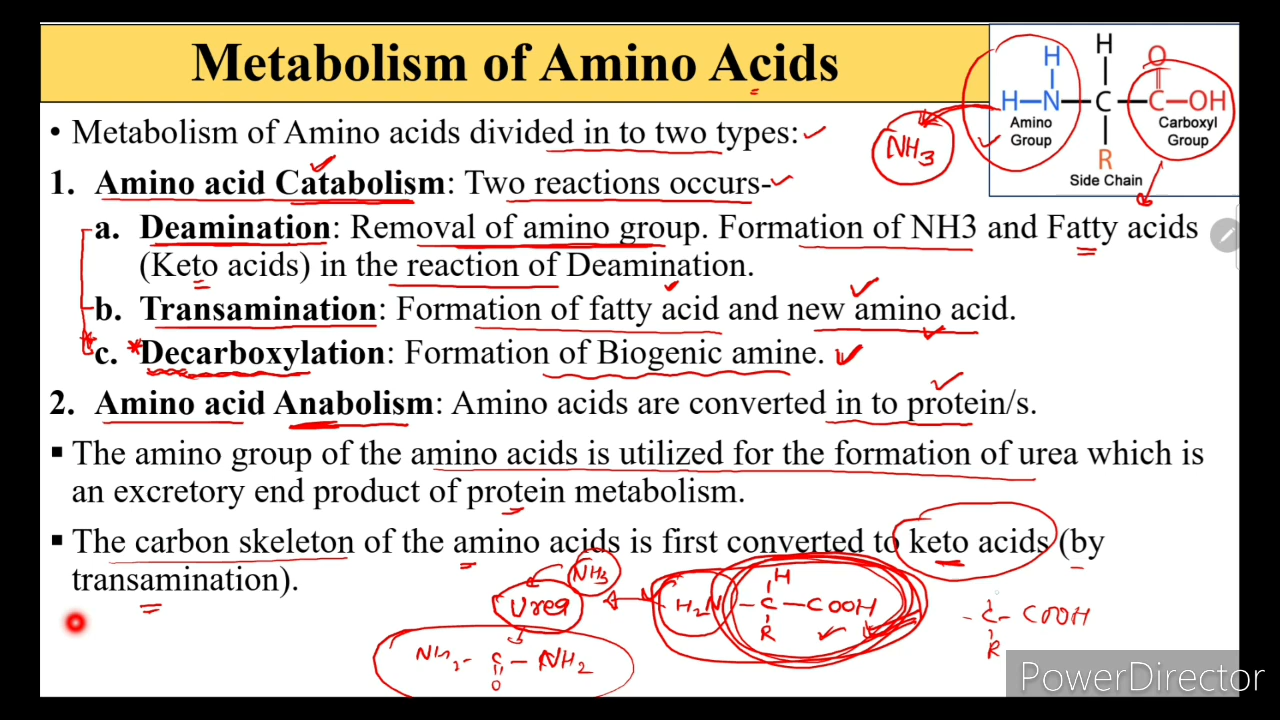 Metabolism of Amino Acids
H
H
O
H—N—C—C—OH
Amino
Group
Carboxyl
Group
R
Side Chain
NH3
• Metabolism of Amino acids divided in to two types:
1. Amino acid Catabolism: Two reactions occurs-
a. Deamination: Removal of amino group. Formation of NH3 and Fatty acids
(Keto acids) in the reaction of Deamination.
b. Transamination: Formation of fatty acid and new amino acid.
c. *Decarboxylation: Formation of Biogenic amine.
2. Amino acid Anabolism: Amino acids are converted in to protein/s.
▪ The amino group of the amino acids is utilized for the formation of urea which is
an excretory end product of protein metabolism.
▪ The carbon skeleton of the amino acids is first converted to keto acids (by
transamination).
NH3
H
Urea
H2N-C-COOH
R
C-COOH
R
NH2-C-NH2
O
PowerDirector